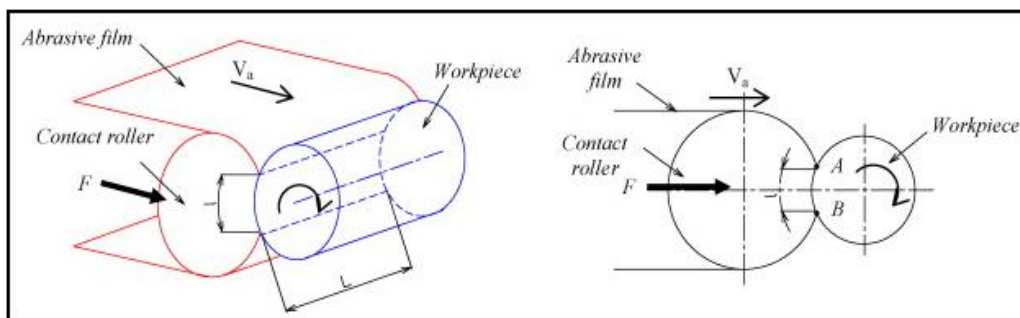 Abrasive film
Va
Workpiece
Contact roller
F
l
L
Abrasive
film
Va
Workpiece
Contact
roller
F
A
B